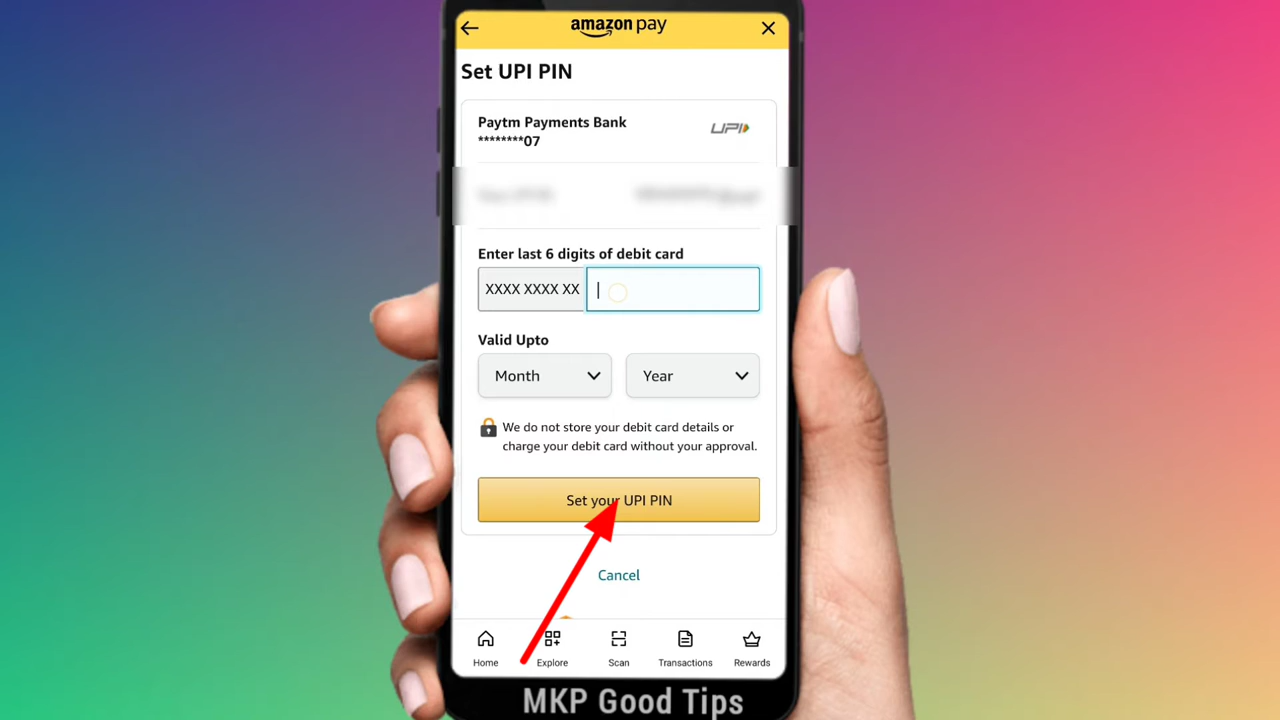 amazon pay
Set UPI PIN
Paytm Payments Bank
********07
UPI
Enter last 6 digits of debit card
XXXX XXXX XX
Valid Upto
Month
Year
We do not store your debit card details or
charge your debit card without your approval.
Set your UPI PIN
Cancel
Home
Explore
Scan
Transactions
Rewards
MKP Good Tips